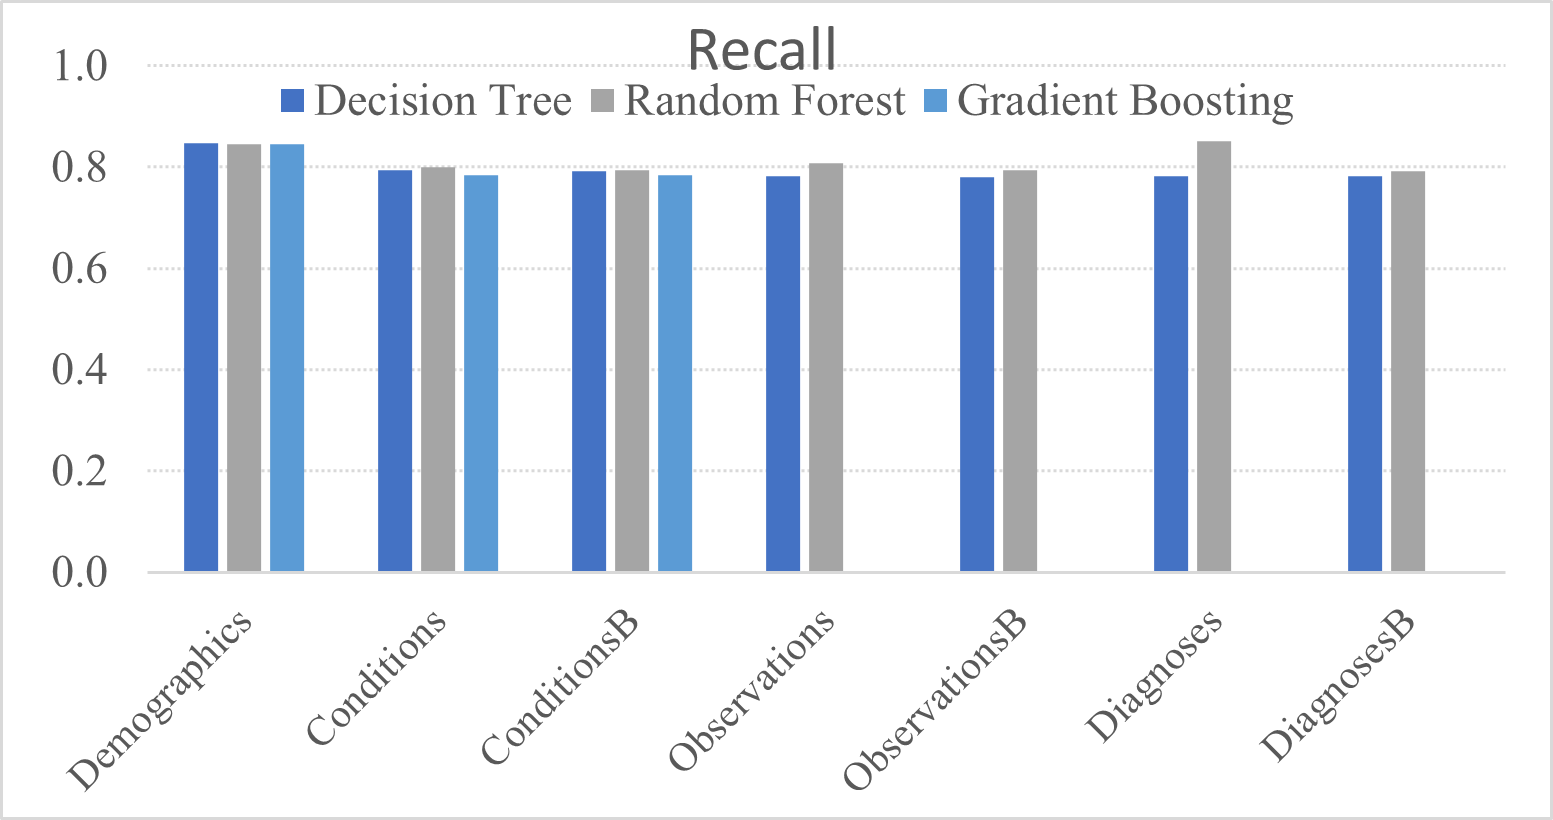 Recall
1.0
Decision Tree Random Forest Gradient Boosting
0.8
0.6
0.4
0.2
0.0
Demographics
Conditions
ConditionsB
Observations
ObservationsB
Diagnoses
DiagnosesB